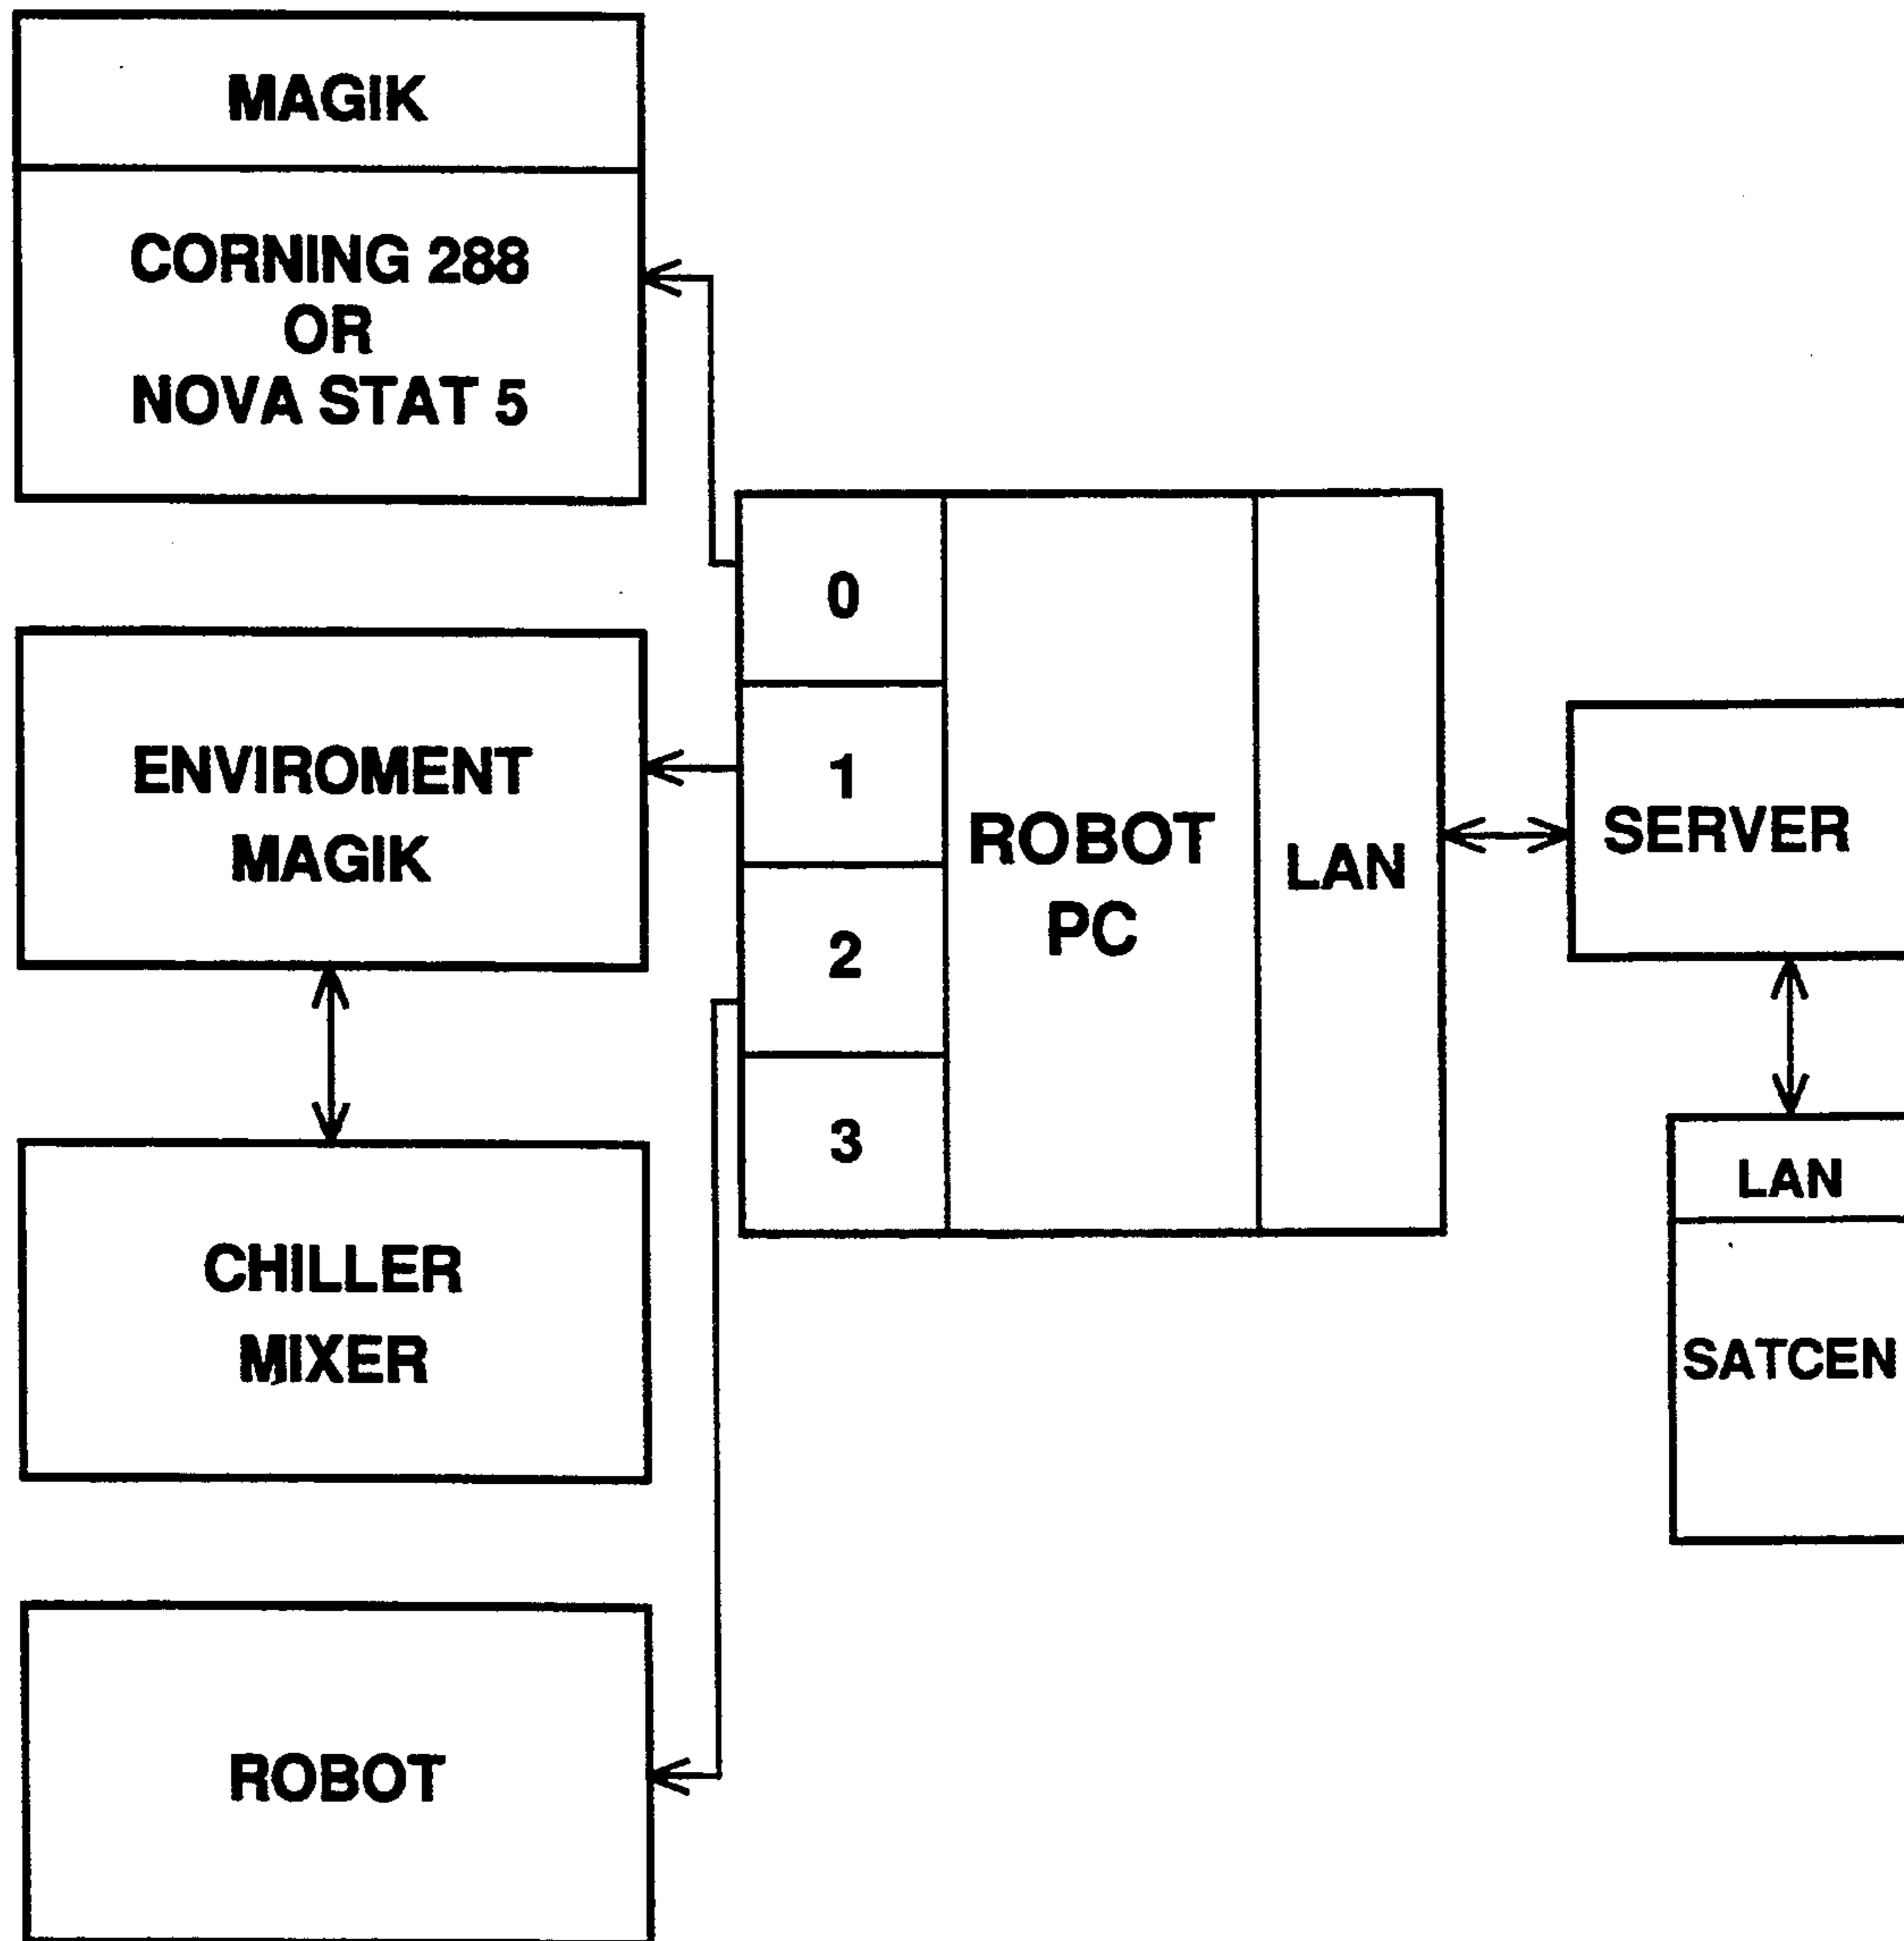 MAGIK
CORNING 288
OR
NOVA STAT 5
ENVIROMENT
MAGIK
CHILLER
MIXER
ROBOT
0
1
2
3
ROBOT
PC
LAN
SERVER
LAN
SATCEN